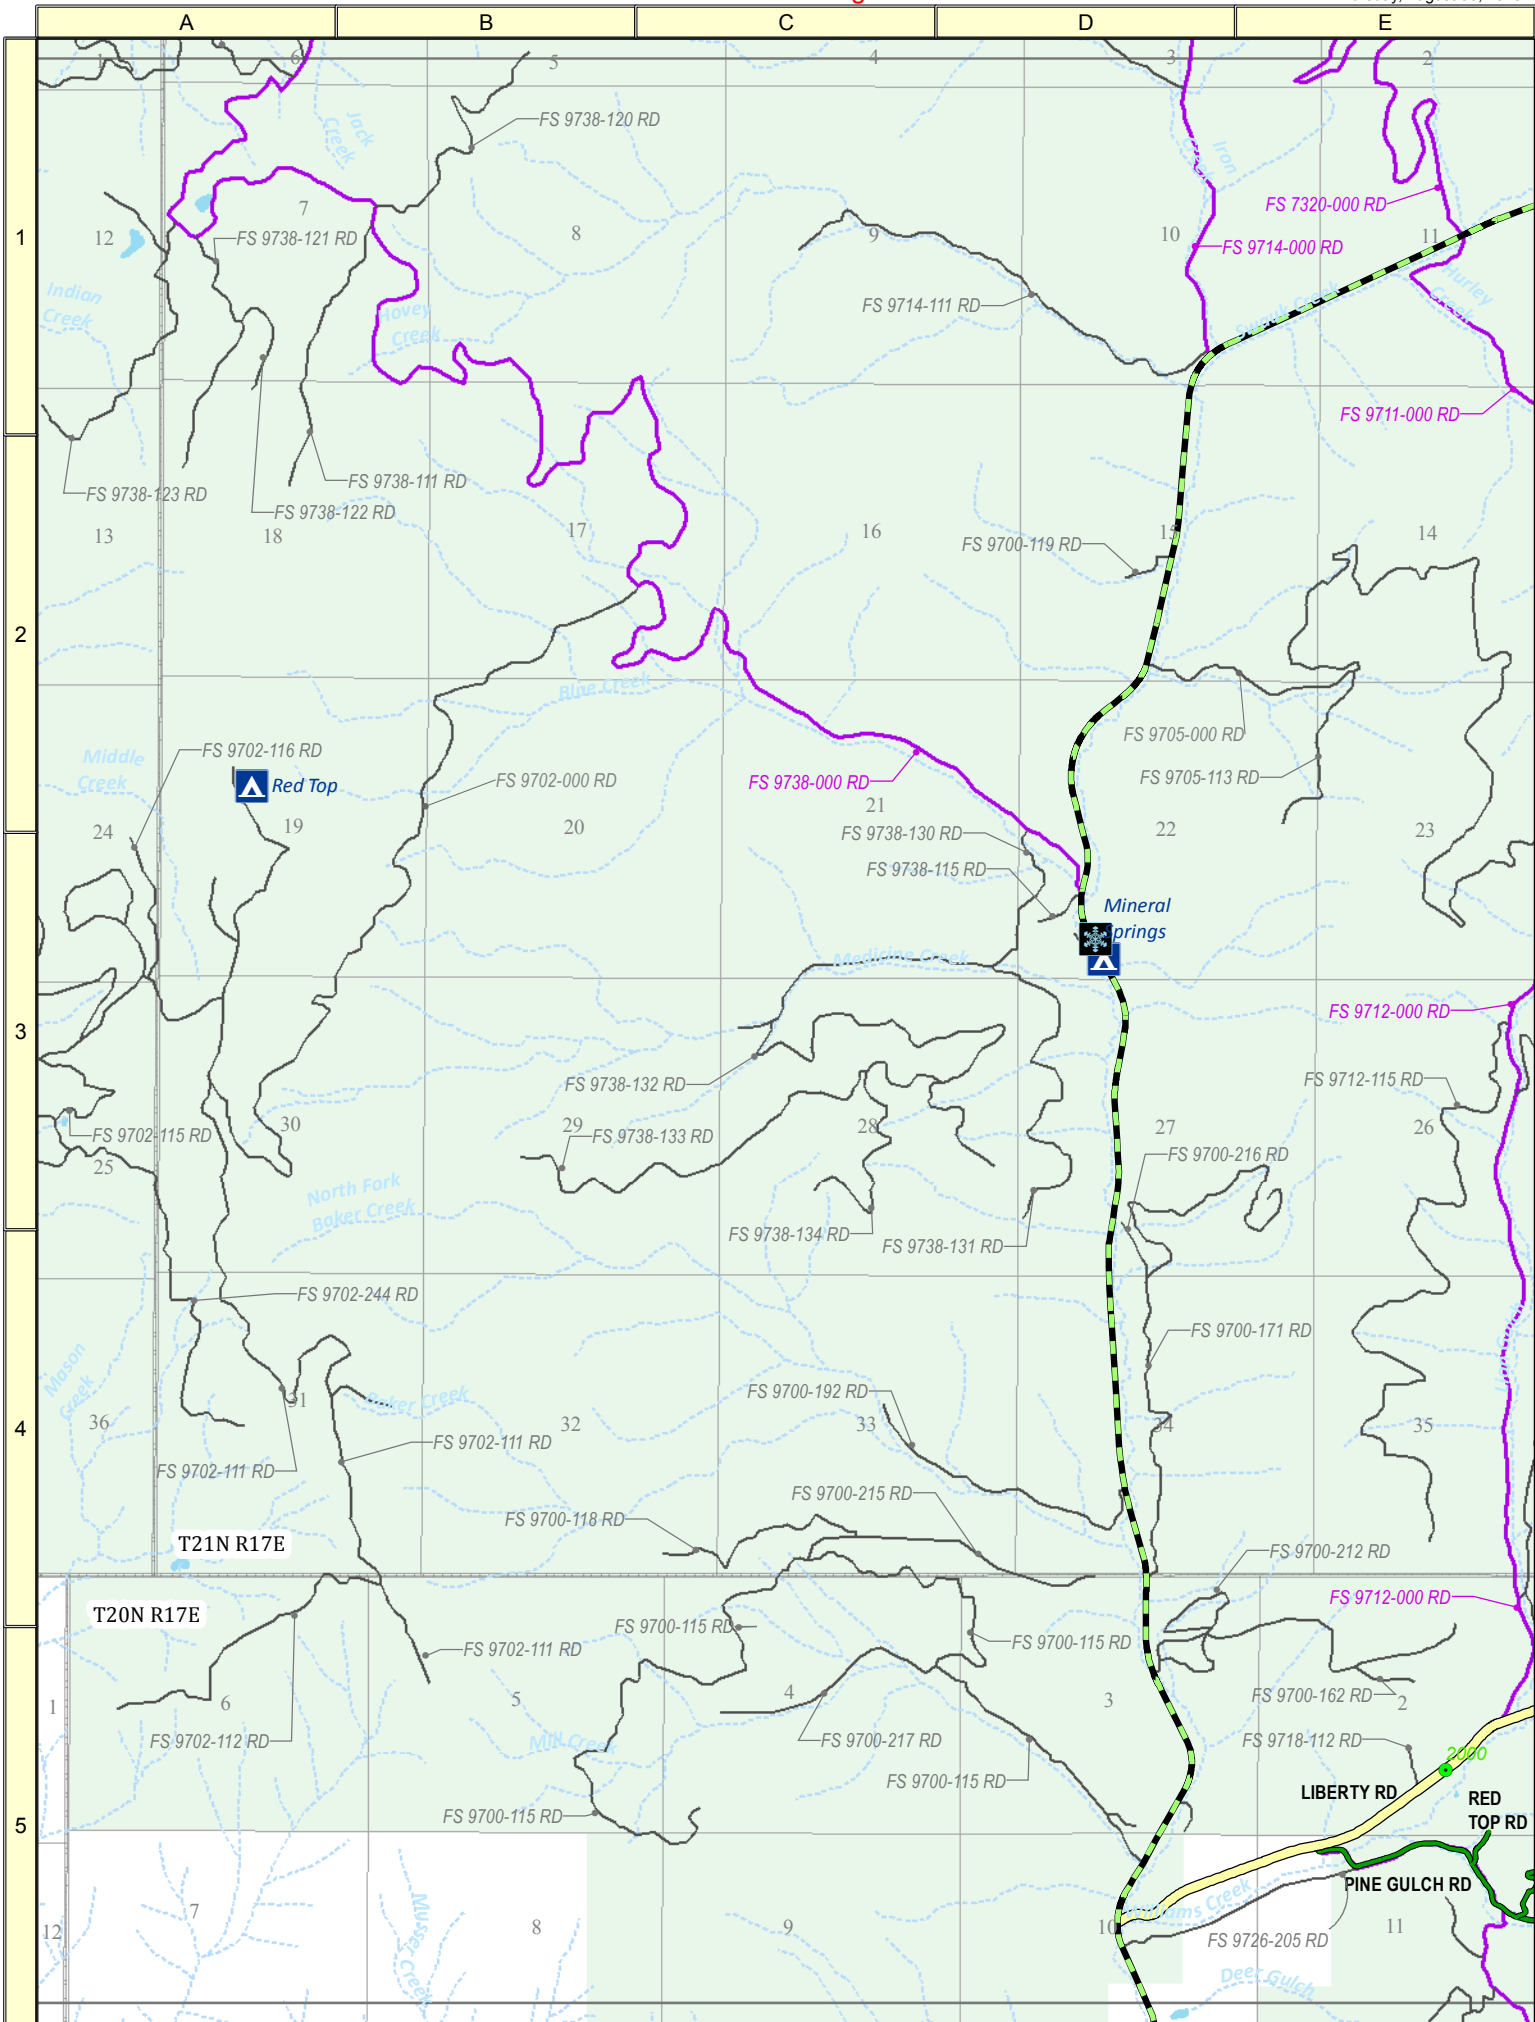 A
B
C
D
E
1
2
3
4
5
1
6
5
4
3
2
Jack
Creek
FS 9738-120 RD
Iron
Creek
FS 7320-000 RD
7
12
FS 9738-121 RD
8
9
10
FS 9714-000 RD
11
Indian
Creek
Hovey
Creek
FS 9714-111 RD
Swauk Creek
Hurley
Creek
FS 9711-000 RD
FS 9738-123 RD
FS 9738-111 RD
FS 9738-122 RD
13
18
17
16
FS 9700-119 RD
15
14
Blue Creek
Middle
Creek
FS 9702-116 RD
Red Top
FS 9702-000 RD
FS 9738-000 RD
FS 9705-000 RD
FS 9705-113 RD
24
19
20
21
22
23
FS 9738-130 RD
FS 9738-115 RD
Mineral
Springs
Medicine Creek
FS 9712-000 RD
FS 9738-132 RD
FS 9712-115 RD
FS 9702-115 RD
25
30
29
FS 9738-133 RD
28
27
26
FS 9700-216 RD
North Fork
Baker Creek
FS 9738-134 RD
FS 9738-131 RD
FS 9702-244 RD
FS 9700-171 RD
Mason
Creek
Baker Creek
FS 9700-192 RD
36
31
32
33
34
35
FS 9702-111 RD
FS 9702-111 RD
FS 9700-215 RD
FS 9700-118 RD
T21N R17E
FS 9700-212 RD
T20N R17E
FS 9712-000 RD
FS 9700-115 RD
FS 9700-115 RD
FS 9702-111 RD
1
6
5
4
3
2
FS 9700-162 RD
FS 9702-112 RD
Mill Creek
FS 9700-217 RD
FS 9718-112 RD
2000
FS 9700-115 RD
LIBERTY RD
RED
TOP RD
FS 9700-115 RD
PINE GULCH RD
Williams Creek
Musser Creek
12
7
8
9
10
11
FS 9726-205 RD
Deer Gulch